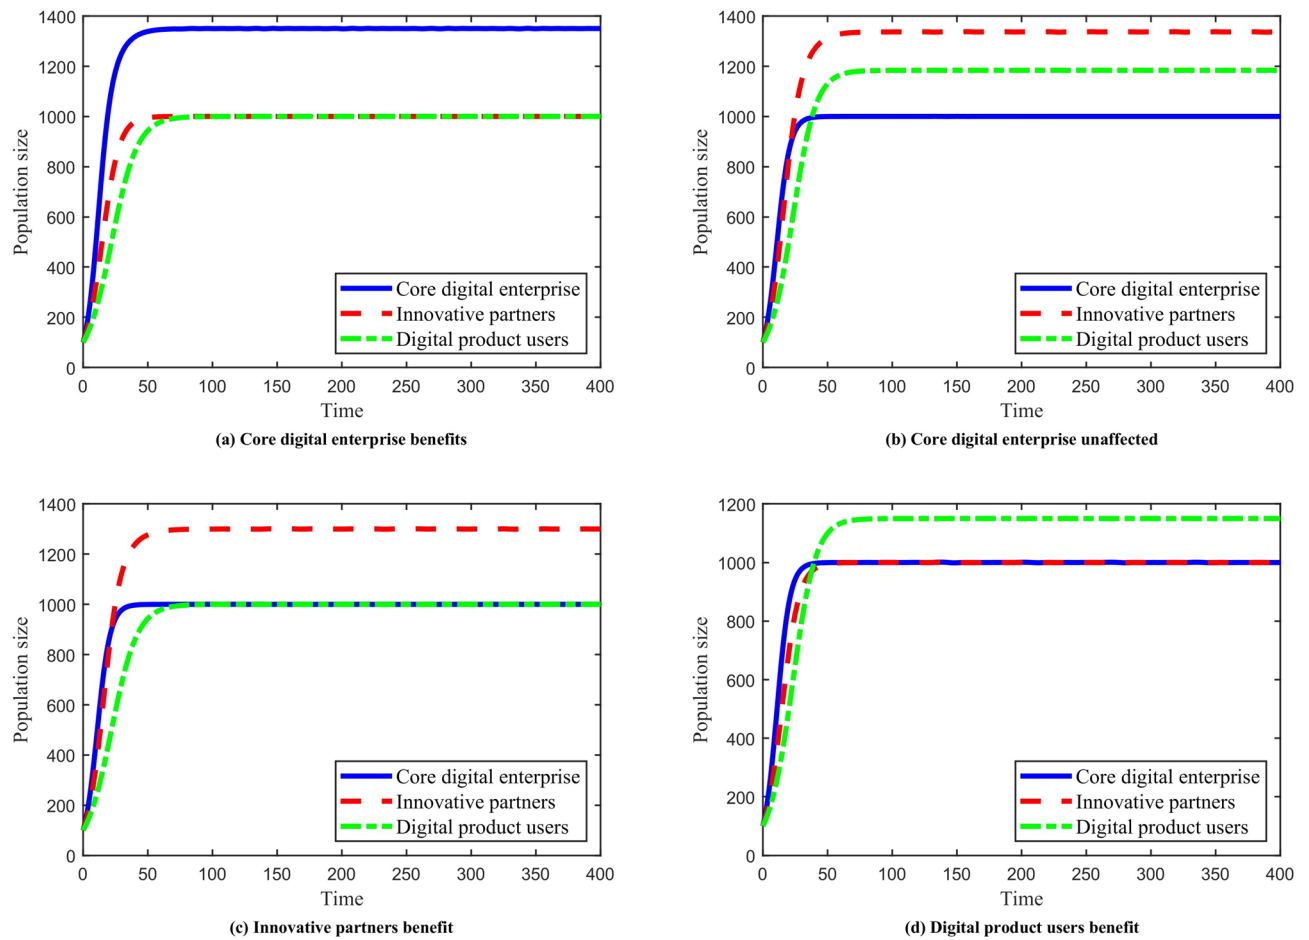 1400
1200
1000
800
600
400
200
0
Population size
Core digital enterprise
Innovative partners
Digital product users
0 50 100 150 200 250 300 350 400
Time
(a) Core digital enterprise benefits
1400
1200
1000
800
600
400
200
0
Population size
Core digital enterprise
Innovative partners
Digital product users
0 50 100 150 200 250 300 350 400
Time
(b) Core digital enterprise unaffected
1400
1200
1000
800
600
400
200
0
Population size
Core digital enterprise
Innovative partners
Digital product users
0 50 100 150 200 250 300 350 400
Time
(c) Innovative partners benefit
1200
1000
800
600
400
200
0
Population size
Core digital enterprise
Innovative partners
Digital product users
0 50 100 150 200 250 300 350 400
Time
(d) Digital product users benefit